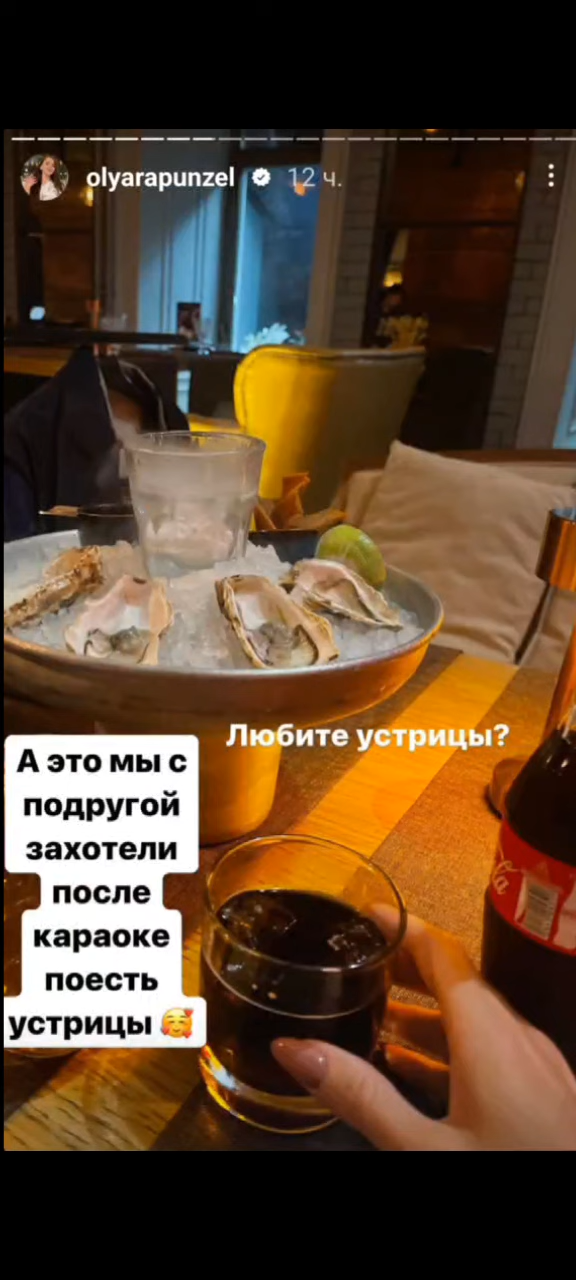 olyarapunzel 12 ч.
Любите устрицы?
А это мы с
подругой
захотели
после
караоке
поесть
устрицы 🥰